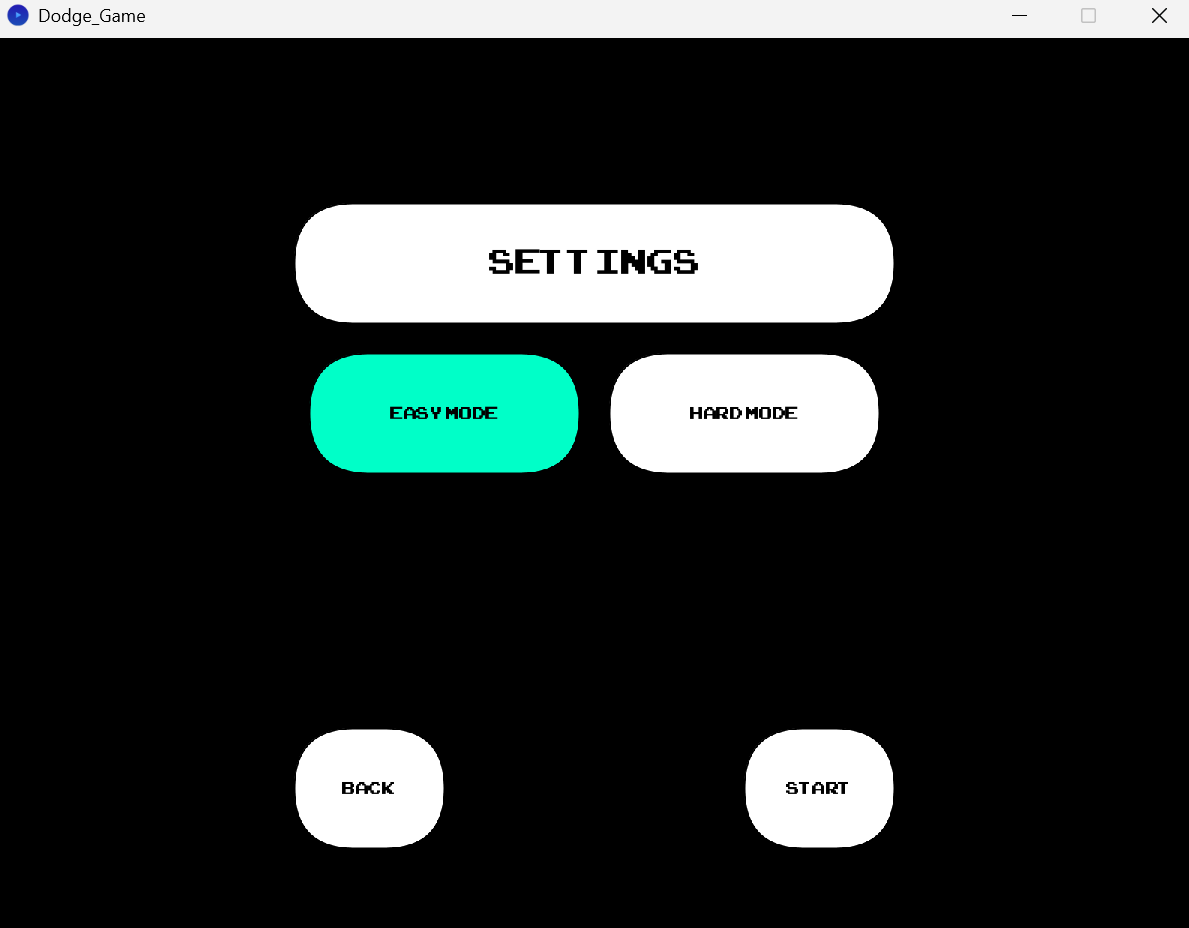 Dodge_Game
SETTINGS
EASY MODE
HARD MODE
BACK
START